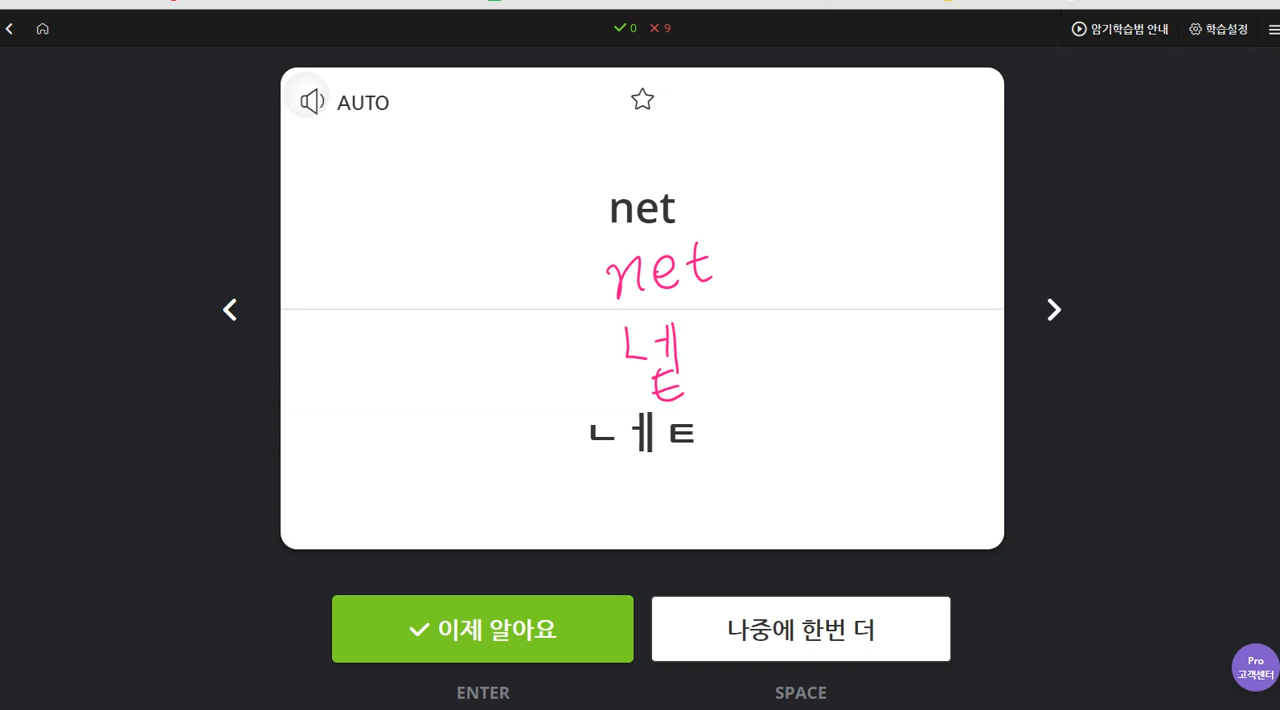 0 9 암기학습법 안내 학습설정
AUTO
net
net
넽
ㄴ ㅔ ㅌ
이제 알아요 나중에 한번 더
Pro
고객센터
ENTER SPACE